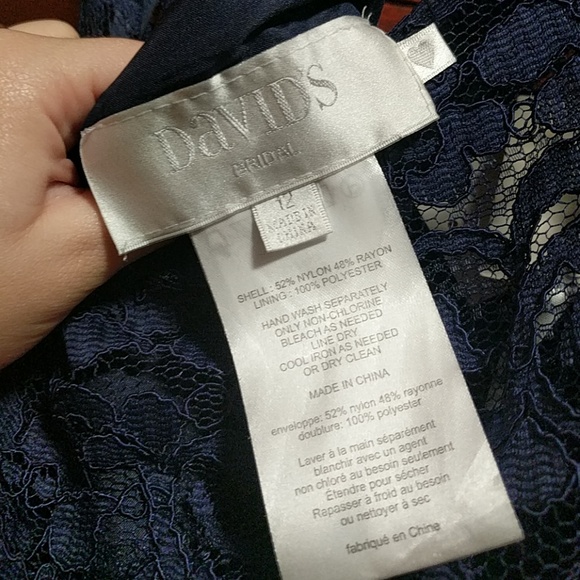 DaVID'S
BRIDAL
12
MADE IN
CHINA
SHELL : 52% NYLON 48% RAYON
LINING : 100% POLYESTER
HAND WASH SEPARATELY
ONLY NON-CHLORINE
BLEACH AS NEEDED
LINE DRY
COOL IRON AS NEEDED
OR DRY CLEAN
MADE IN CHINA
enveloppe: 52% nylon 48% rayonne
doublure: 100% polyester
Laver à la main séparément
blanchir avec un agent
non chloré au besoin seulement
Étendre pour sécher
Rapasser à froid au besoin
ou nettoyer à sec
fabriqué en Chine